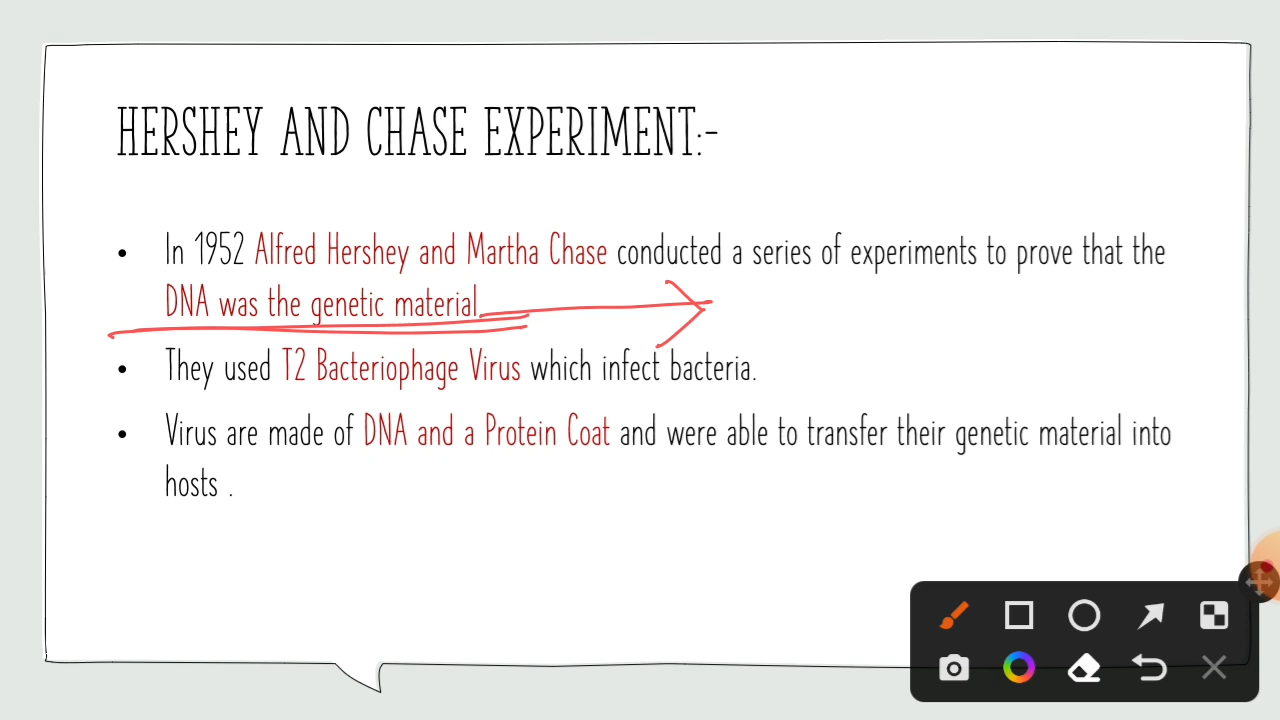 HERSHEY AND CHASE EXPERIMENT:-
• In 1952 Alfred Hershey and Martha Chase conducted a series of experiments to prove that the
DNA was the genetic material
• They used T2 Bacteriophage Virus which infect bacteria.
• Virus are made of DNA and a Protein Coat and were able to transfer their genetic material into
hosts .